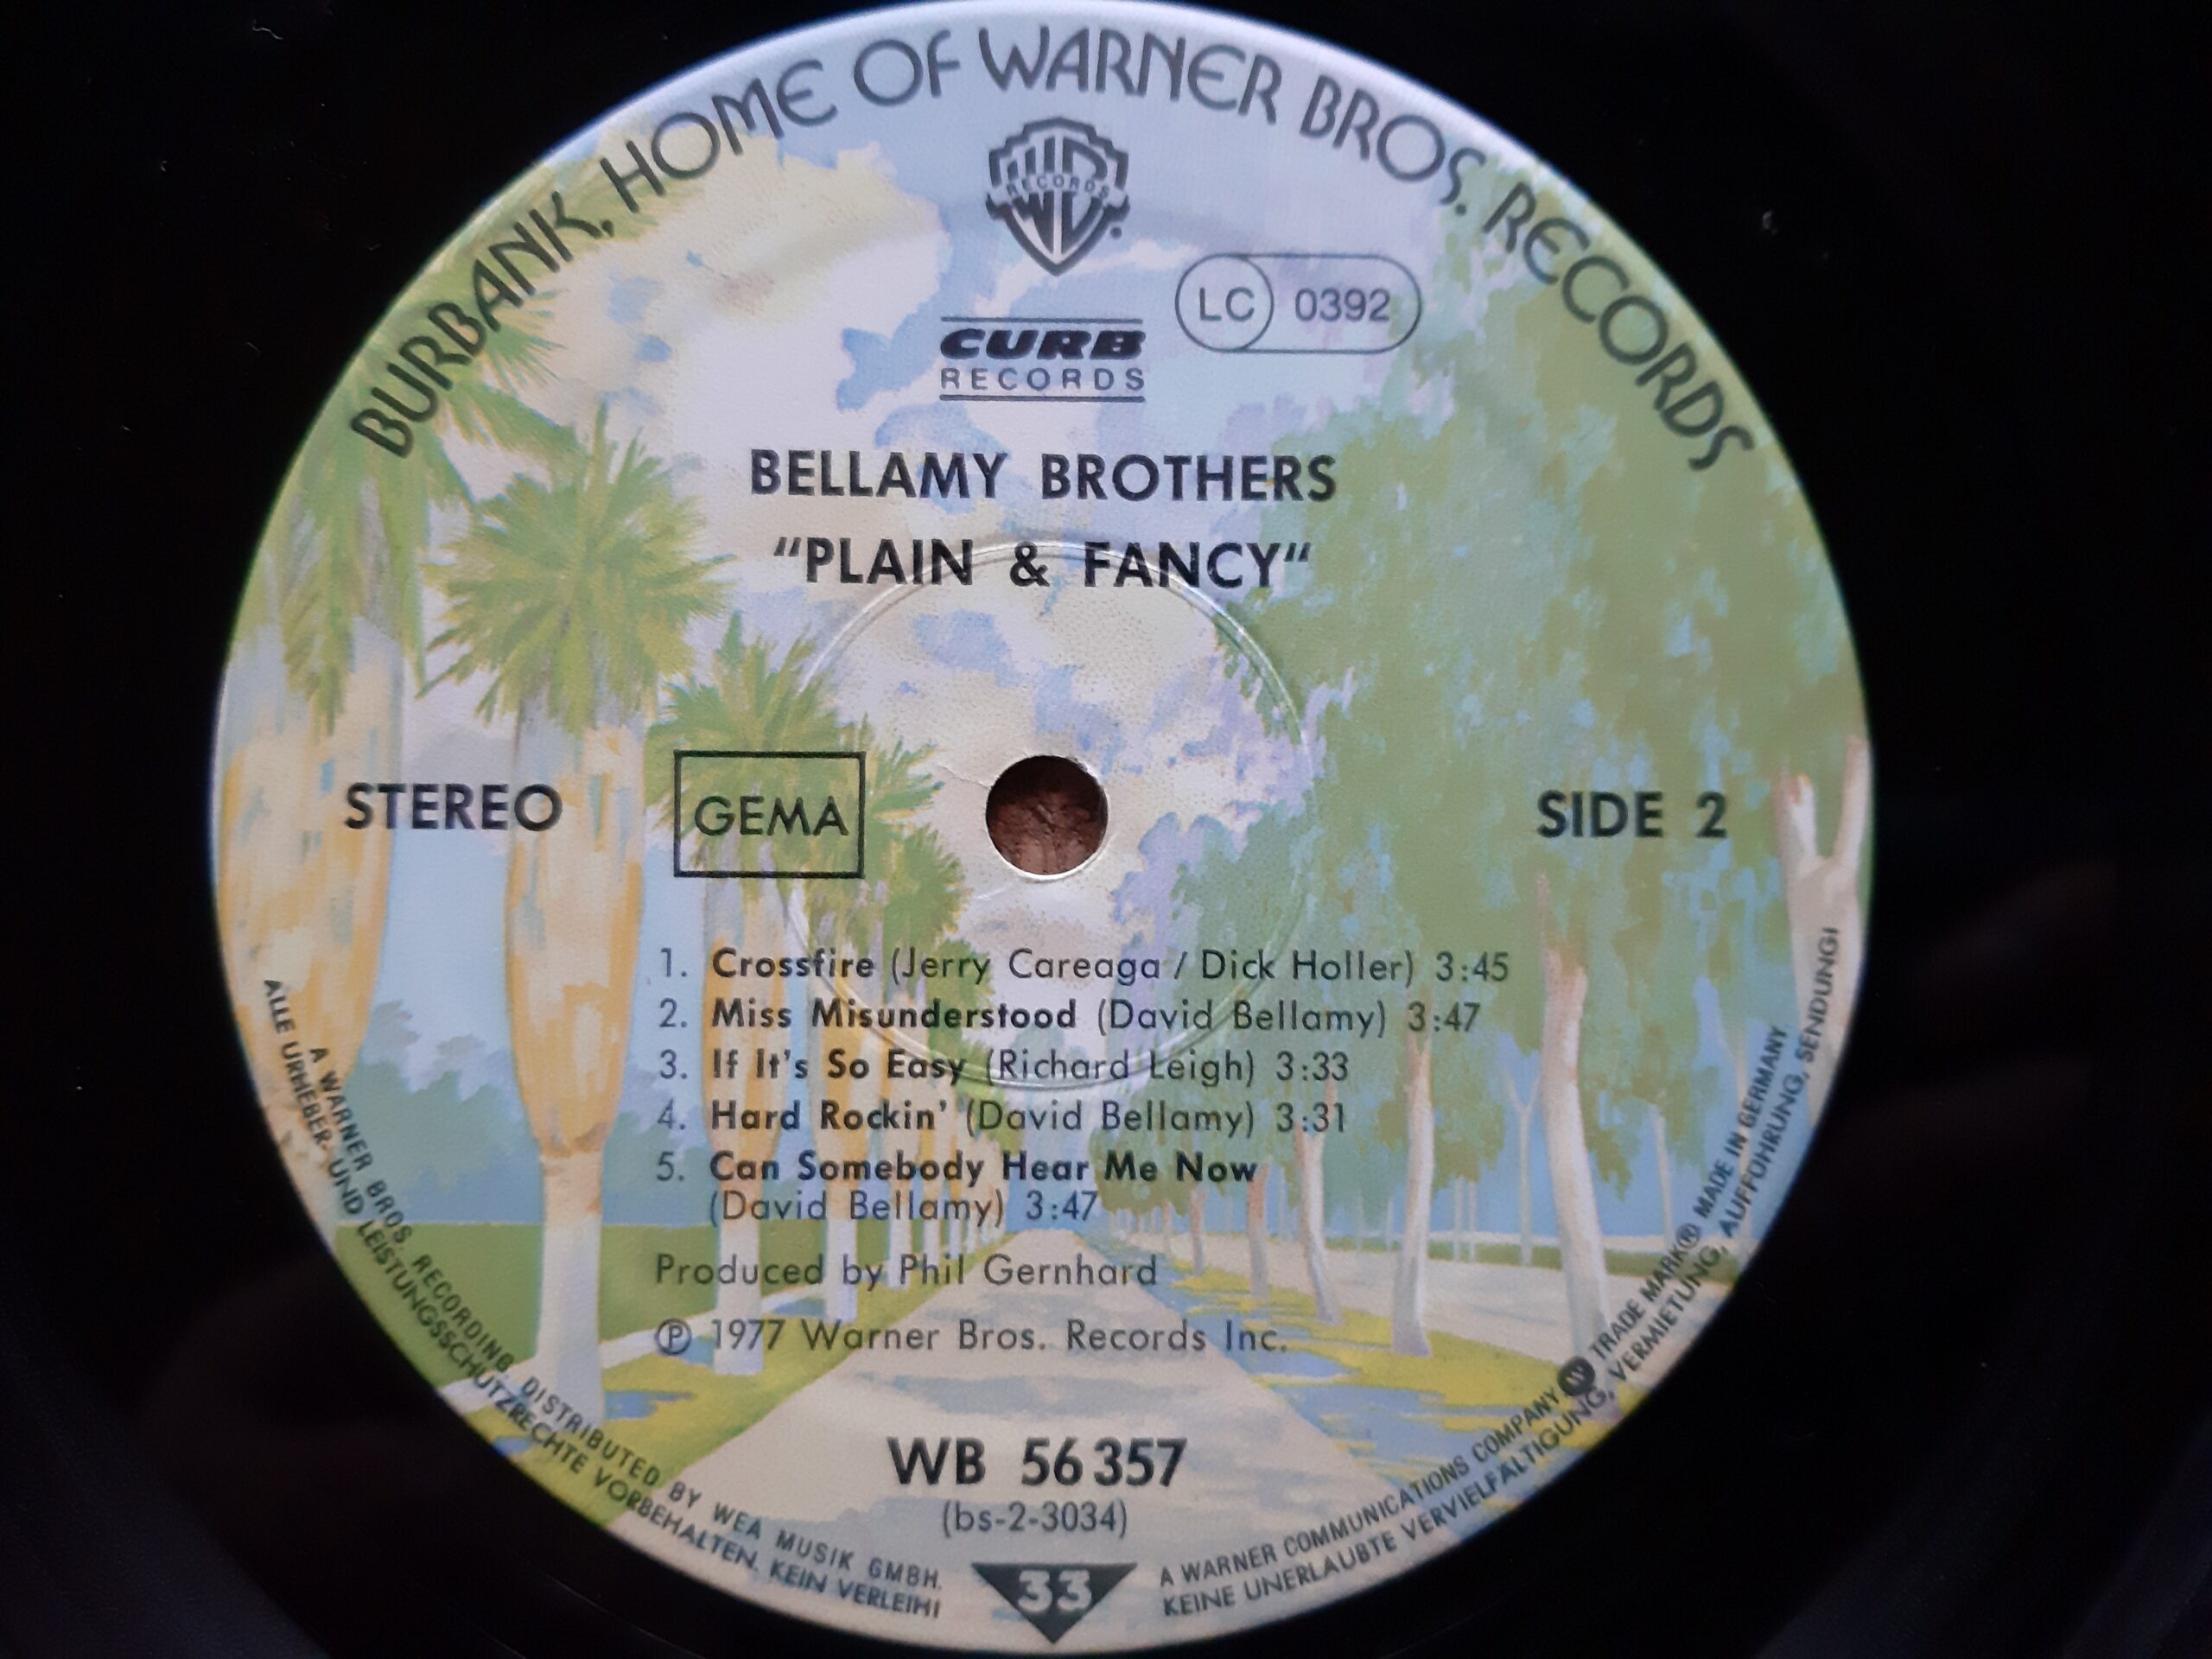 BURBANK, HOME OF WARNER BROS. RECORDS
RECORDS
LC 0392
CURB
RECORDS
BELLAMY BROTHERS
“PLAIN & FANCY“
STEREO
GEMA
SIDE 2
1. Crossfire (Jerry Careaga / Dick Holler) 3:45
2. Miss Misunderstood (David Bellamy) 3:47
3. If It's So Easy (Richard Leigh) 3:33
4. Hard Rockin' (David Bellamy) 3:31
5. Can Somebody Hear Me Now
(David Bellamy) 3:47
Produced by Phil Gernhard
℗ 1977 Warner Bros. Records Inc.
WB 56 357
(bs-2-3034)
33
A WARNER BROS. RECORDING, DISTRIBUTED BY WEA MUSIK GMBH.
ALLE URHEBER- UND LEISTUNGSSCHUTZRECHTE VORBEHALTEN. KEIN VERLEIH!
A WARNER COMMUNICATIONS COMPANY W TRADE MARK® MADE IN GERMANY
KEINE UNERLAUBTE VERVIELFÄLTIGUNG, VERMIETUNG, AUFFÜHRUNG, SENDUNG!